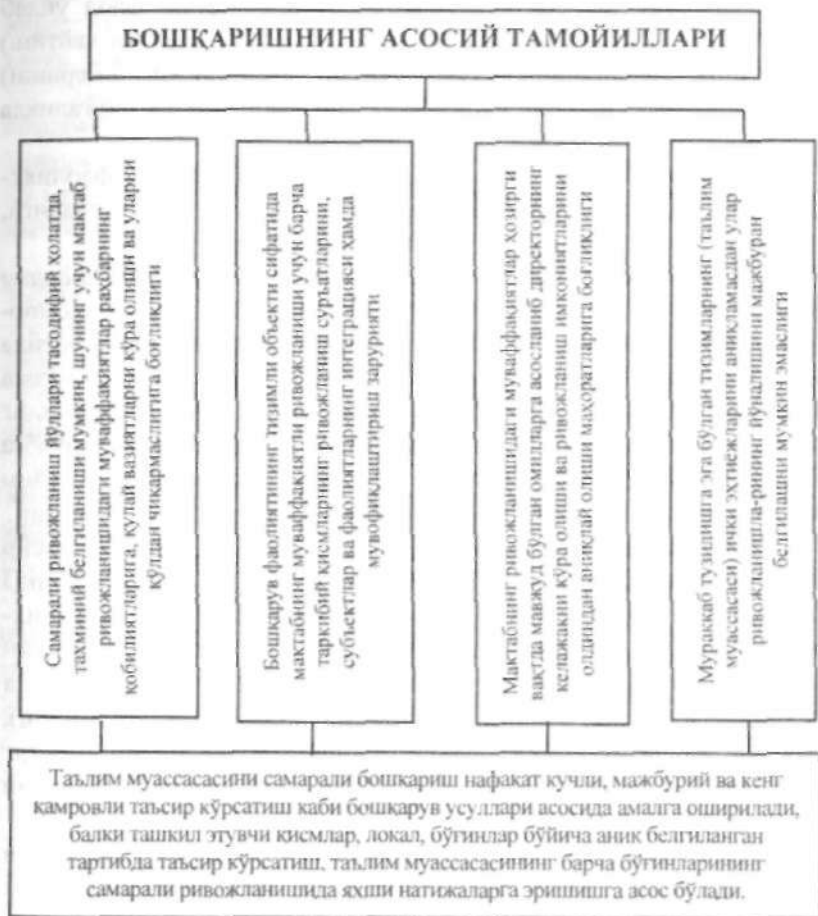 БОШҚАРИШНИНГ АСОСИЙ ТАМОЙИЛЛАРИ
Самарали ривожланиш йўллари тасодифий холатда,
тахминий белгиланиши мумкин, шунинг учун мактаб
ривожланишидаги муваффақиятлар раҳбарнинг
қобилиятларига, қулай вазиятларни кўра олиши ва уларни
қўлдан чиқармаслигига боғлиқлиги
Бошқарув фаолиятининг тизимли объекти сифатида
мактабнинг муваффақиятли ривожланиши учун барча
таркибий қисмларнинг ривожланиш суръатларини,
субъектлар ва фаолиятларнинг интеграцияси ҳамда
мувофиқлаштириш зарурияти
Мактабнинг ривожланишидаги муваффақиятлар ҳозирги
вақтда мавжуд бўлган омилларга асосланиб директорнинг
келажакни кўра олиши ва ривожланиш имкониятларини
олдиндан аниқлай олиши маҳоратларига боғлиқлиги
Мураккаб тузилишга эга бўлган тизимларнинг (таълим
муассасаси) ички эҳтиёжларини аниқламасдан улар
ривожланишла-рининг йўналишини мажбуран
белгилашни мумкин эмаслиги
Таълим муассасасини самарали бошқариш нафақат кучли, мажбурий ва кенг
қамровли таъсир кўрсатиш каби бошқарув усуллари асосида амалга оширилади,
балки ташкил этувчи қисмлар, локал, бўғинлар бўйича аниқ белгиланган
тартибда таъсир кўрсатиш, таълим муассасасининг барча бўғинларининг
самарали ривожланишида яхши натижаларга эришишга асос бўлади.